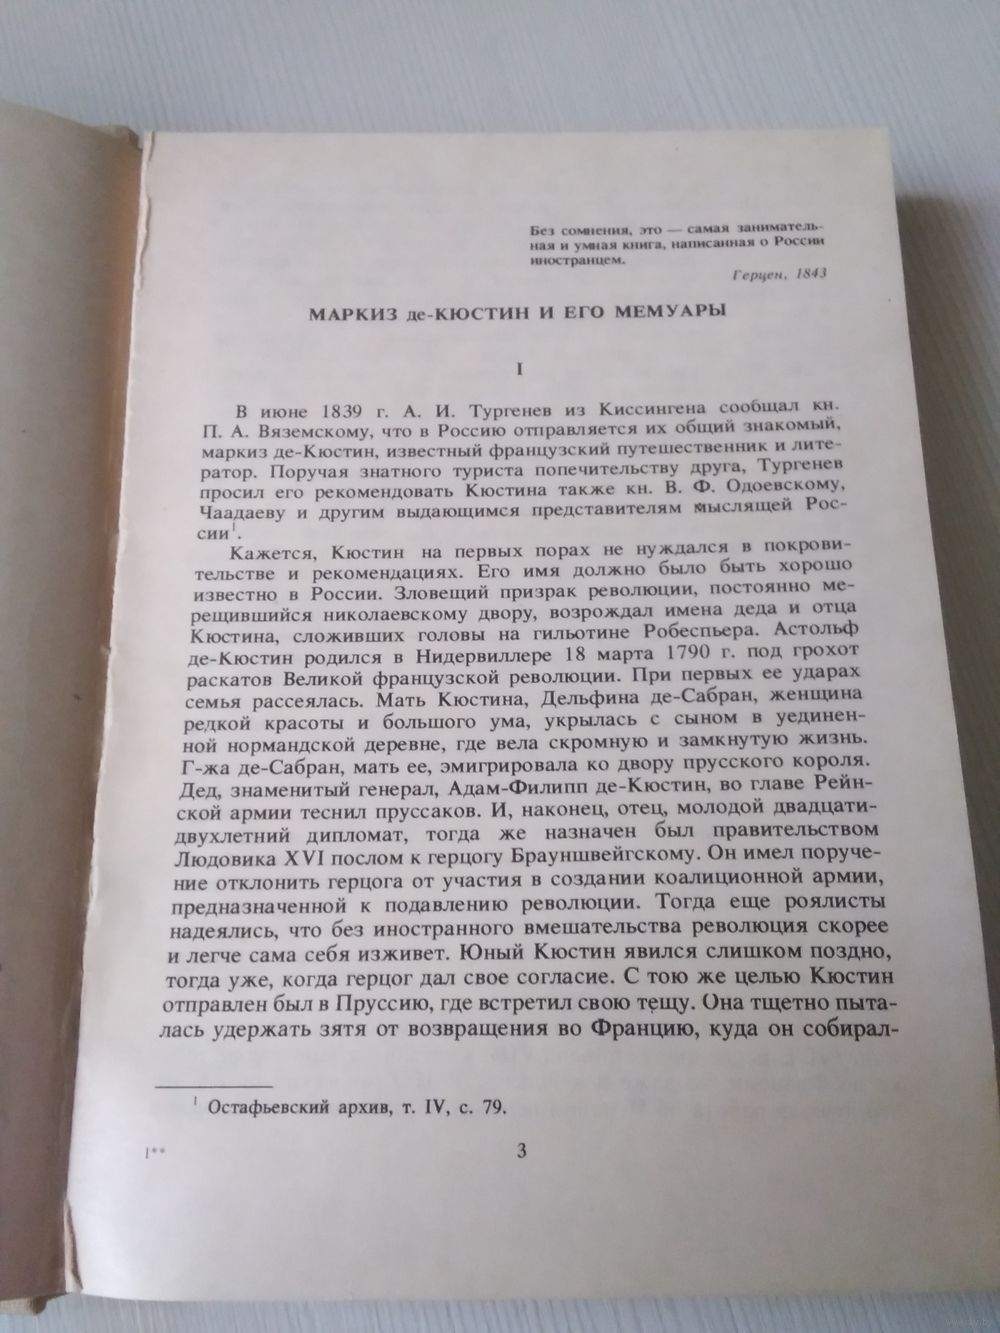 Без сомнения, это — самая заниматель-
ная и умная книга, написанная о России
иностранцем.
Герцен, 1843
МАРКИЗ де-КЮСТИН И ЕГО МЕМУАРЫ
I
В июне 1839 г. А. И. Тургенев из Киссингена сообщал кн.
П. А. Вяземскому, что в Россию отправляется их общий знакомый,
маркиз де-Кюстин, известный французский путешественник и лите-
ратор. Поручая знатного туриста попечительству друга, Тургенев
просил его рекомендовать Кюстина также кн. В. Ф. Одоевскому,
Чаадаеву и другим выдающимся представителям мыслящей Рос-
сии¹.
Кажется, Кюстин на первых порах не нуждался в покрови-
тельстве и рекомендациях. Его имя должно было быть хорошо
известно в России. Зловещий призрак революции, постоянно ме-
рещившийся николаевскому двору, возрождал имена деда и отца
Кюстина, сложивших головы на гильотине Робеспьера. Астольф
де-Кюстин родился в Нидервиллере 18 марта 1790 г. под грохот
раскатов Великой французской революции. При первых ее ударах
семья рассеялась. Мать Кюстина, Дельфина де-Сабран, женщина
редкой красоты и большого ума, укрылась с сыном в уединен-
ной нормандской деревне, где вела скромную и замкнутую жизнь.
Г-жа де-Сабран, мать ее, эмигрировала ко двору прусского короля.
Дед, знаменитый генерал, Адам-Филипп де-Кюстин, во главе Рейн-
ской армии теснил пруссаков. И, наконец, отец, молодой двадцати-
двухлетний дипломат, тогда же назначен был правительством
Людовика XVI послом к герцогу Брауншвейгскому. Он имел поруче-
ние отклонить герцога от участия в создании коалиционной армии,
предназначенной к подавлению революции. Тогда еще роялисты
надеялись, что без иностранного вмешательства революция скорее
и легче сама себя изживет. Юный Кюстин явился слишком поздно,
тогда уже, когда герцог дал свое согласие. С тою же целью Кюстин
отправлен был в Пруссию, где встретил свою тещу. Она тщетно пыта-
лась удержать зятя от возвращения во Францию, куда он собирал-
¹ Остафьевский архив, т. IV, с. 79.
1** 3